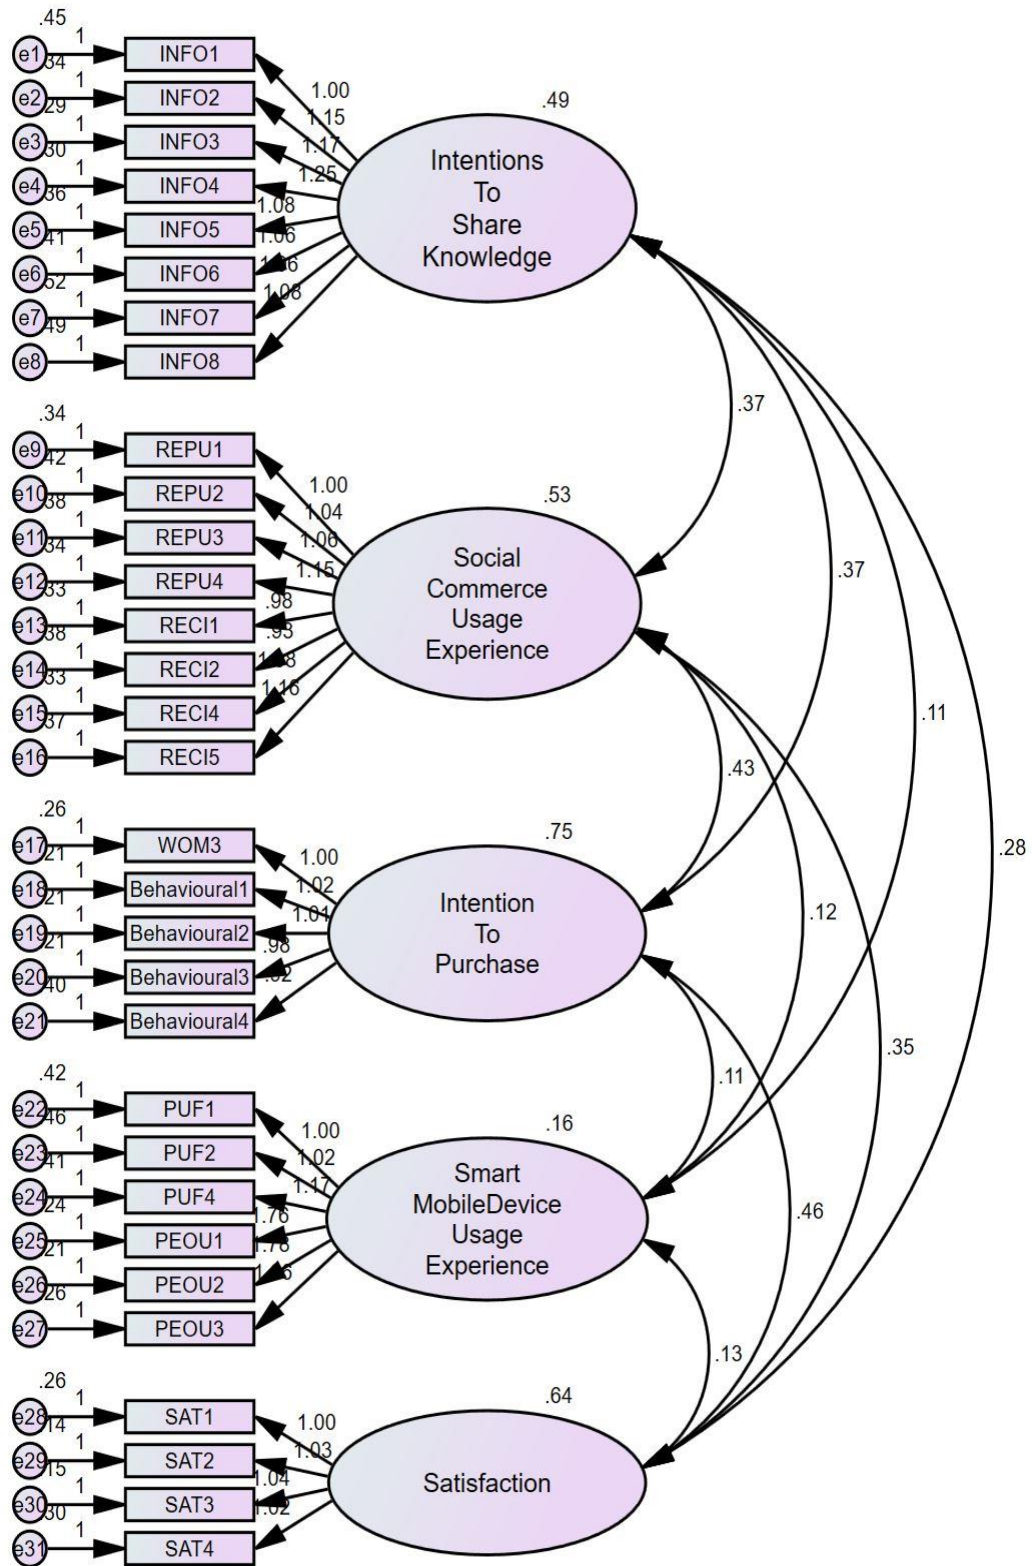 .45
e1 1 INFO1
.34
e2 1 INFO2
.29
e3 1 INFO3
.30
e4 1 INFO4
.36
e5 1 INFO5
.41
e6 1 INFO6
.52
e7 1 INFO7
.49
e8 1 INFO8
1.00
1.15
1.17
1.25
1.08
1.06
1.08
.49
Intentions
To
Share
Knowledge
.34
e9 1 REPU1
.42
e10 1 REPU2
.38
e11 1 REPU3
.34
e12 1 REPU4
.33
e13 1 RECI1
.38
e14 1 RECI2
.33
e15 1 RECI4
.37
e16 1 RECI5
1.00
1.04
1.06
1.15
.98
.93
1.16
.53
Social
Commerce
Usage
Experience
.26
e17 1 WOM3
.21
e18 1 Behavioural1
.21
e19 1 Behavioural2
.21
e20 1 Behavioural3
.40
e21 1 Behavioural4
1.00
1.02
1.01
.98
.92
.75
Intention
To
Purchase
.42
e22 1 PUF1
.46
e23 1 PUF2
.41
e24 1 PUF4
.24
e25 1 PEOU1
.21
e26 1 PEOU2
.26
e27 1 PEOU3
1.00
1.02
1.17
1.76
1.78
.16
Smart
MobileDevice
Usage
Experience
.26
e28 1 SAT1
.14
e29 1 SAT2
.15
e30 1 SAT3
.30
e31 1 SAT4
1.00
1.03
1.04
1.02
.64
Satisfaction
.37
.37
.11
.28
.43
.12
.35
.11
.46
.13